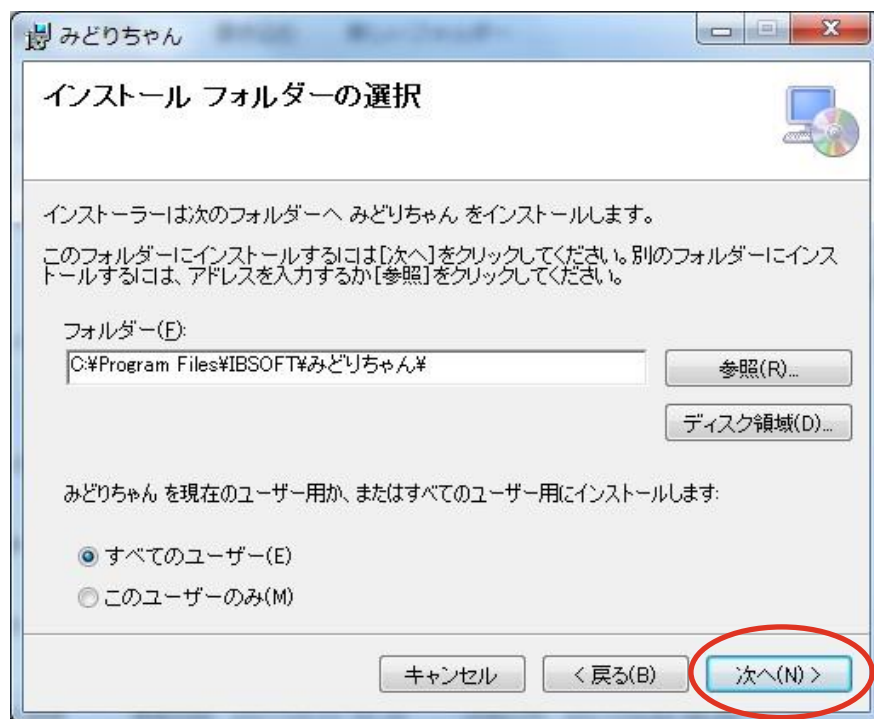 みどりちゃん
インストール フォルダーの選択
インストーラーは次のフォルダーへ みどりちゃん をインストールします。
このフォルダーにインストールするには[次へ]をクリックしてください。別のフォルダーにインス
トールするには、アドレスを入力するか[参照]をクリックしてください。
フォルダー(F):
C:¥Program Files¥IBSOFT¥みどりちゃん¥
参照(R)...
ディスク領域(D)...
みどりちゃん を現在のユーザー用か、またはすべてのユーザー用にインストールします:
すべてのユーザー(E)
このユーザーのみ(M)
キャンセル
< 戻る(B)
次へ(N) >